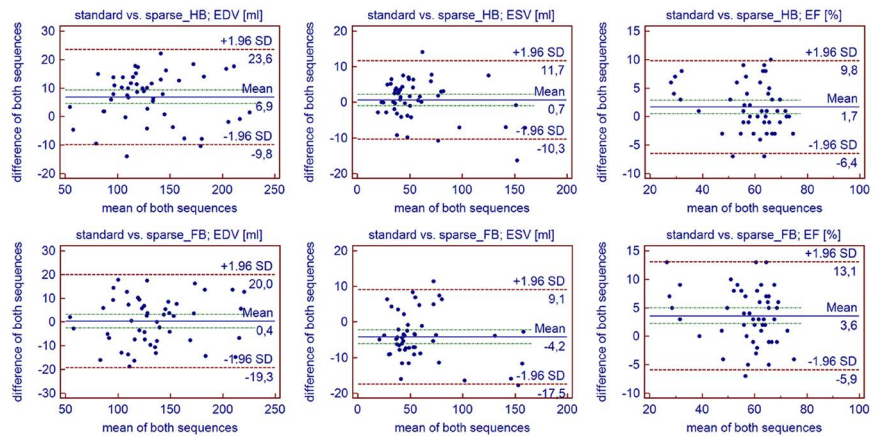 standard vs. sparse_HB; EDV [ml]
difference of both sequences
30
20
10
0
-10
-20
+1.96 SD
23,6
Mean
6,9
-1.96 SD
-9,8
50 100 150 200 250
mean of both sequences
standard vs. sparse_HB; ESV [ml]
difference of both sequences
20
10
0
-10
-20
+1.96 SD
11,7
Mean
0,7
-1.96 SD
-10,3
0 50 100 150 200
mean of both sequences
standard vs. sparse_HB; EF [%]
difference of both sequences
15
10
5
0
-5
-10
+1.96 SD
9,8
Mean
1,7
-1.96 SD
-6,4
20 40 60 80 100
mean of both sequences
standard vs. sparse_FB; EDV [ml]
difference of both sequences
30
20
10
0
-10
-20
-30
+1.96 SD
20,0
Mean
0,4
-1.96 SD
-19,3
50 100 150 200 250
mean of both sequences
standard vs. sparse_FB; ESV [ml]
difference of both sequences
20
10
0
-10
-20
+1.96 SD
9,1
Mean
-4,2
-1.96 SD
-17,5
0 50 100 150 200
mean of both sequences
standard vs. sparse_FB; EF [%]
difference of both sequences
15
10
5
0
-5
-10
+1.96 SD
13,1
Mean
3,6
-1.96 SD
-5,9
20 40 60 80 100
mean of both sequences